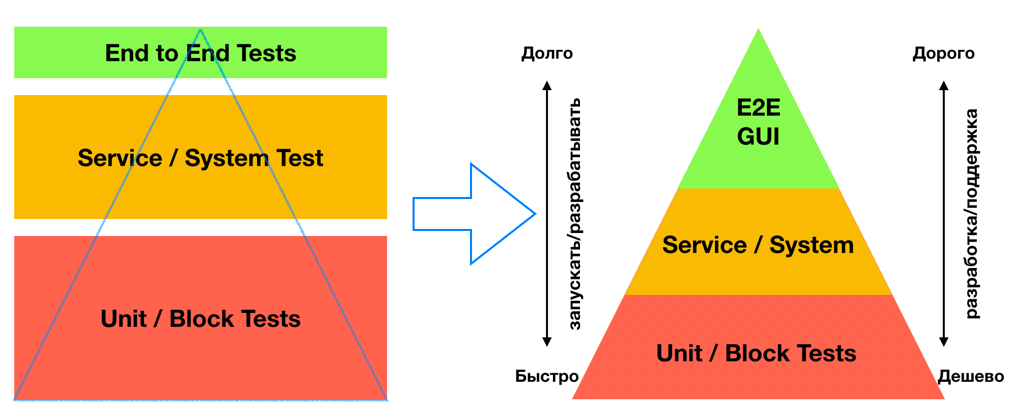 End to End Tests
Service / System Test
Unit / Block Tests
Долго
запускать/разрабатывать
Быстро
E2E
GUI
Service / System
Unit / Block Tests
Дорого
разработка/поддержка
Дешево